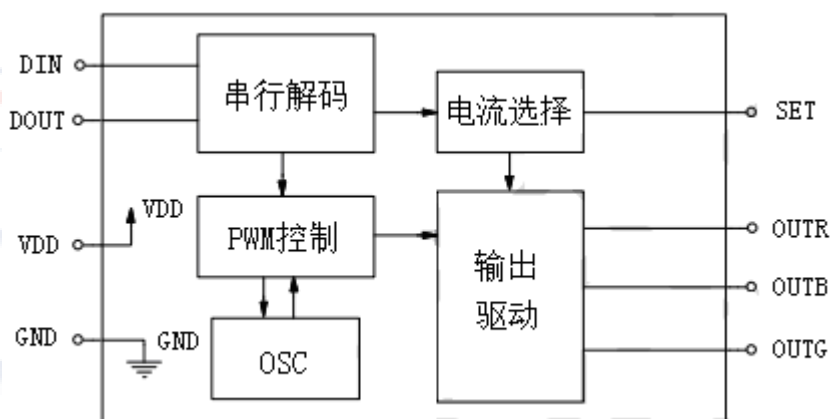 DIN
DOUT
串行解码
电流选择
SET
VDD
VDD
PWM控制
输出
驱动
OUTR
OUTB
OUTG
GND
GND
OSC